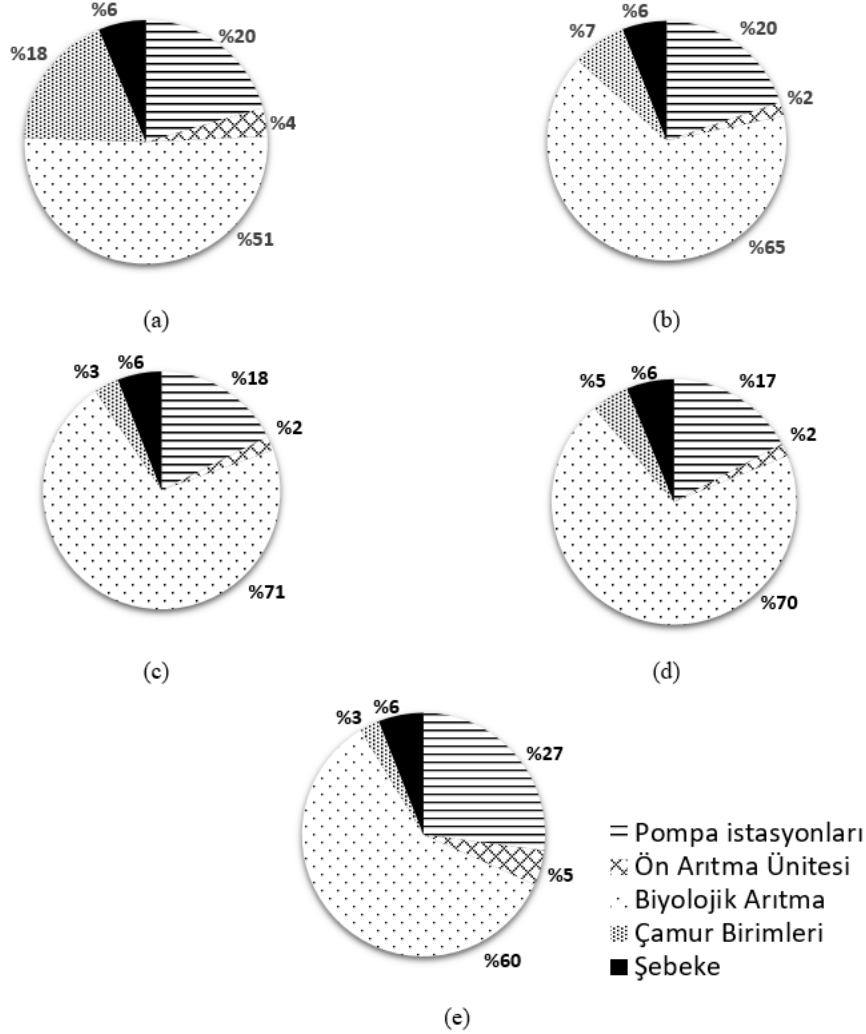 %6
%20
%18
%4
%51
(a)
%6
%20
%7
%2
%65
(b)
%3
%6
%18
%2
%71
(c)
%5
%6
%17
%2
%70
(d)
%3
%6
%27
%5
%60
Pompa istasyonları
Ön Arıtma Ünitesi
Biyolojik Arıtma
Çamur Birimleri
Şebeke
(e)